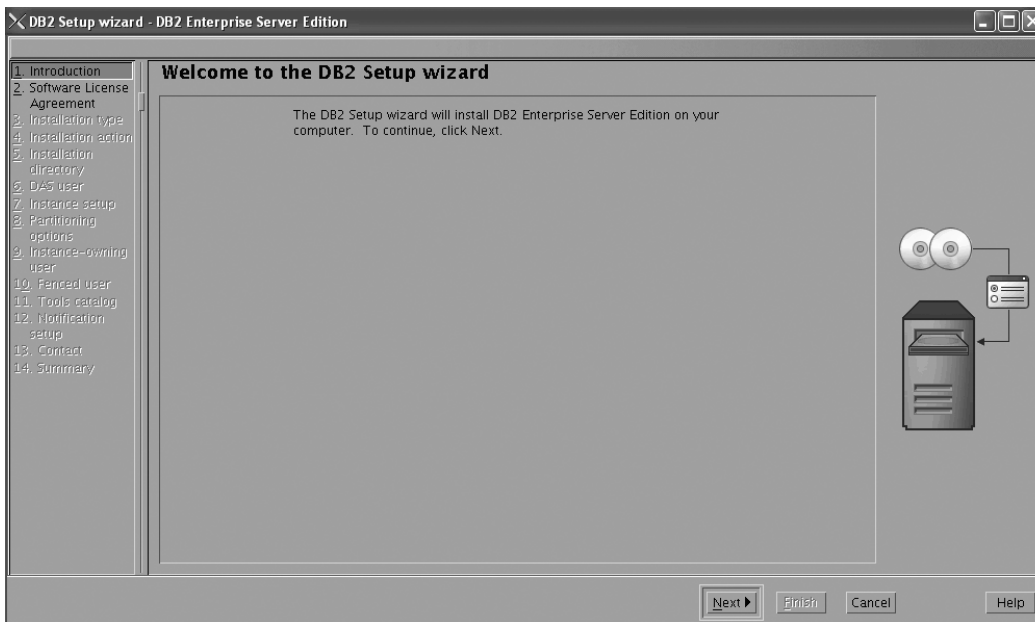 DB2 Setup wizard - DB2 Enterprise Server Edition
1. Introduction
2. Software License
Agreement
3. Installation type
4. Installation action
5. Installation
directory
6. DAS user
7. Instance setup
8. Partitioning
options
9. Instance-owning
user
10. Fenced user
11. Tools catalog
12. Notification
setup
13. Contact
14. Summary
Welcome to the DB2 Setup wizard
The DB2 Setup wizard will install DB2 Enterprise Server Edition on your
computer. To continue, click Next.
Next
Finish
Cancel
Help